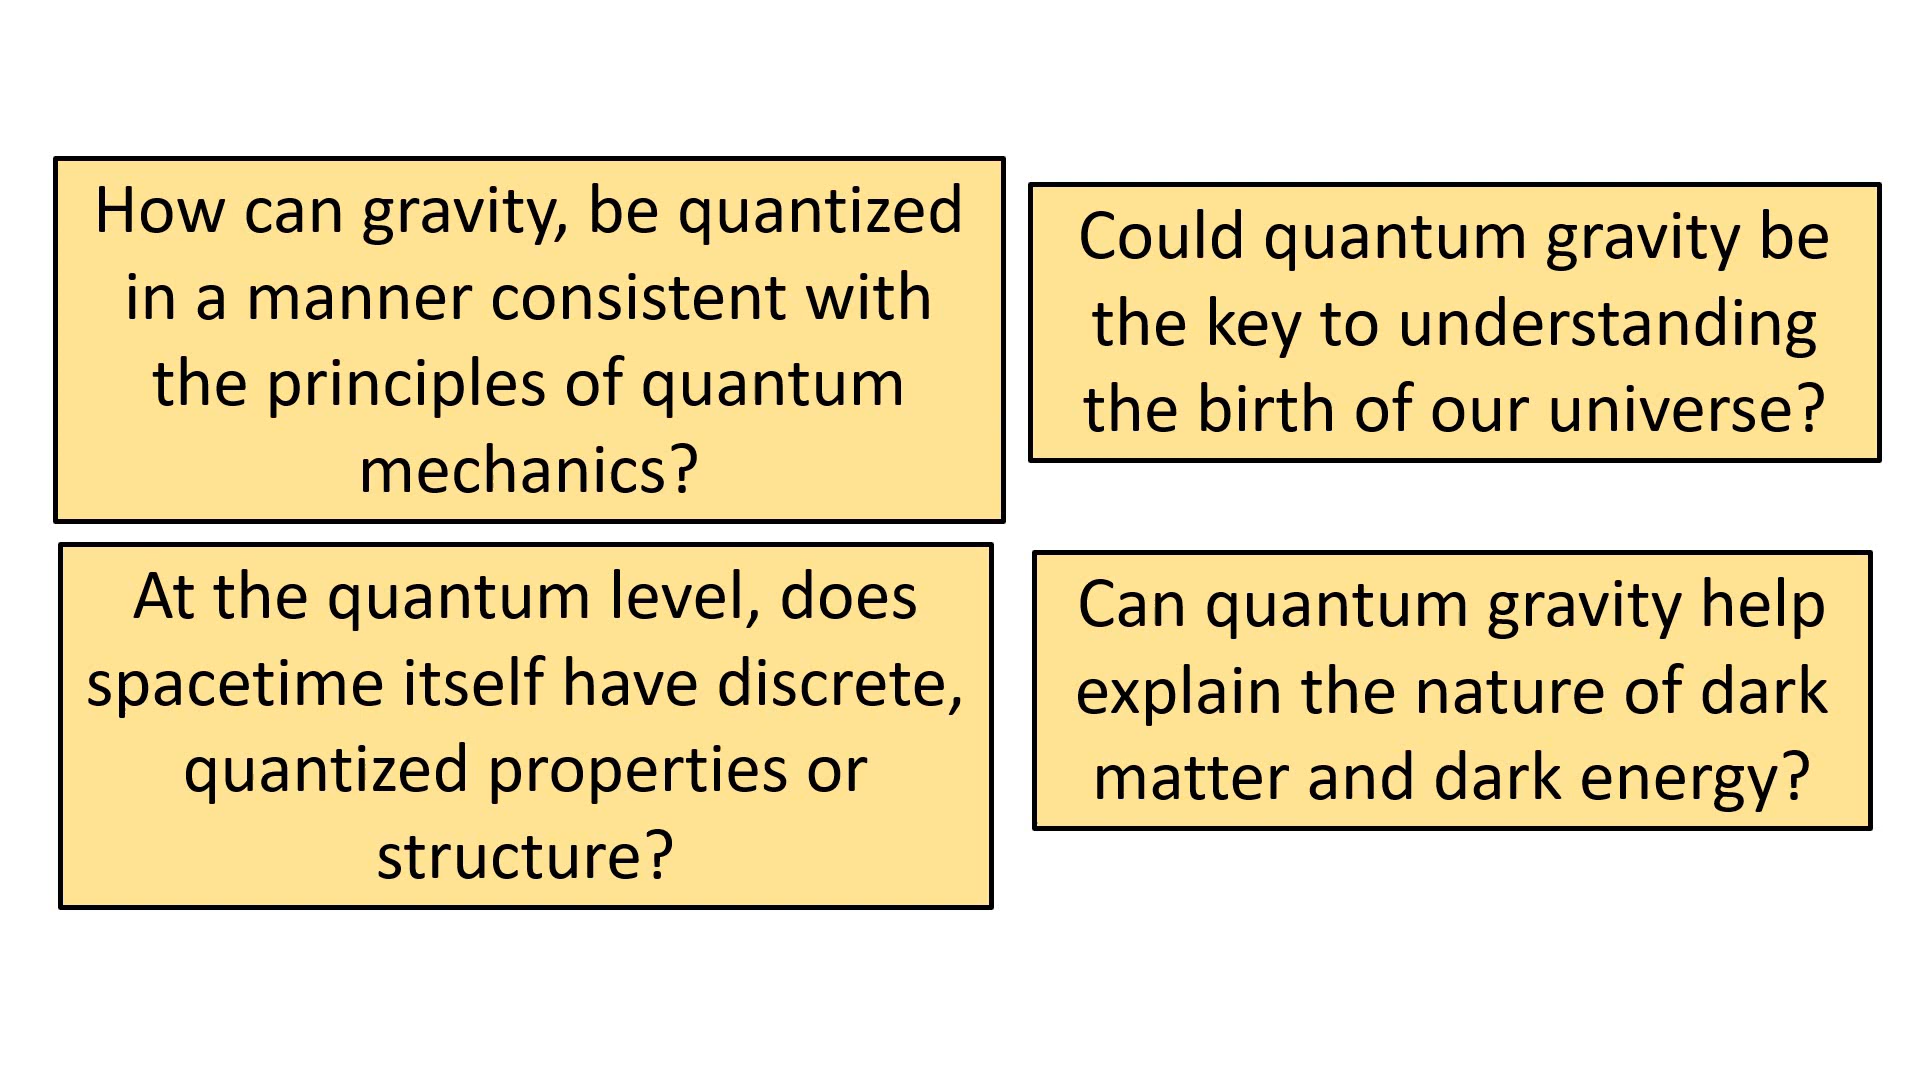 How can gravity, be quantized
in a manner consistent with
the principles of quantum
mechanics?
Could quantum gravity be
the key to understanding
the birth of our universe?
At the quantum level, does
spacetime itself have discrete,
quantized properties or
structure?
Can quantum gravity help
explain the nature of dark
matter and dark energy?